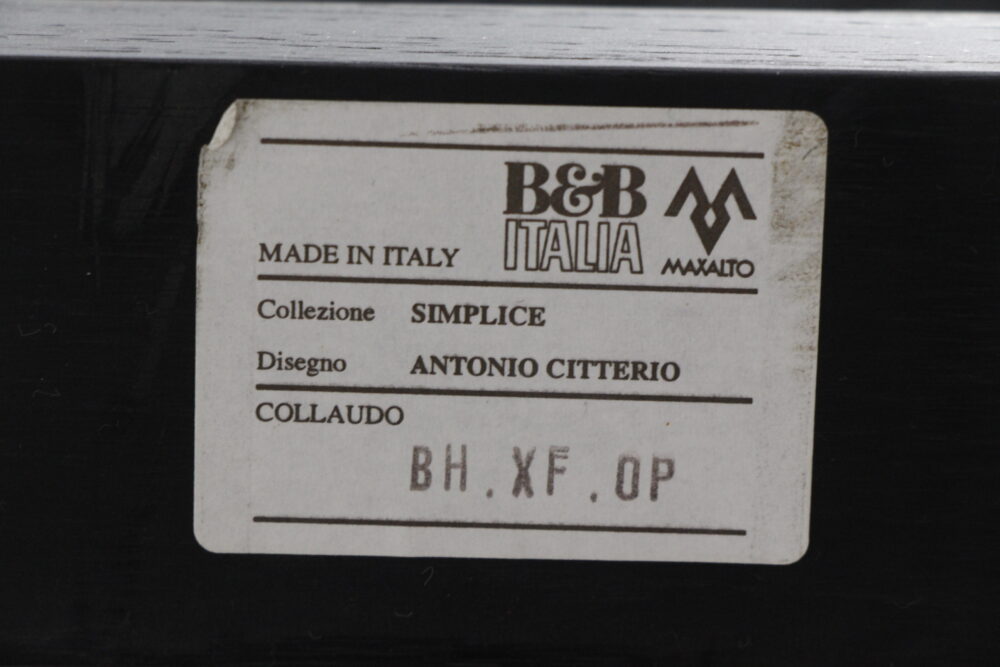 B&B
ITALIA
MAXALTO
MADE IN ITALY
Collezione SIMPLICE
Disegno ANTONIO CITTERIO
COLLAUDO
BH.XF.OP